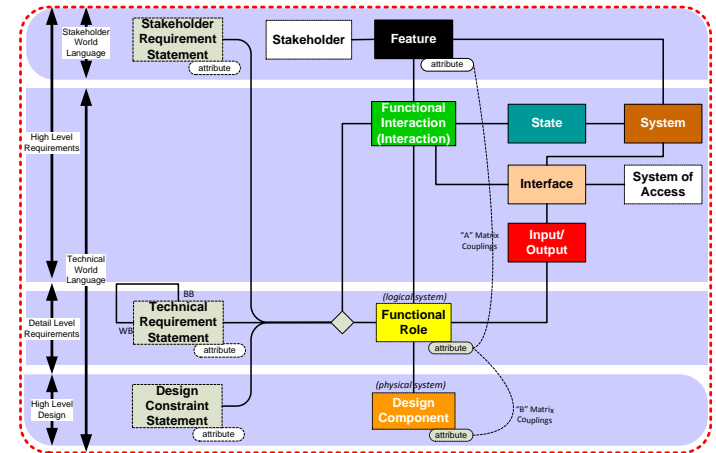 Stakeholder
World
Language
Stakeholder
Requirement
Statement
attribute
Stakeholder
Feature
attribute
High Level
Requirements
Functional
Interaction
(Interaction)
State
System
Interface
System of
Access
Input/
Output
"A" Matrix
Couplings
Technical
World
Language
BB
WB
Technical
Requirement
Statement
attribute
(logical system)
Functional
Role
attribute
Detail Level
Requirements
High Level
Design
Design
Constraint
Statement
attribute
(physical system)
Design
Component
attribute
"B" Matrix
Couplings